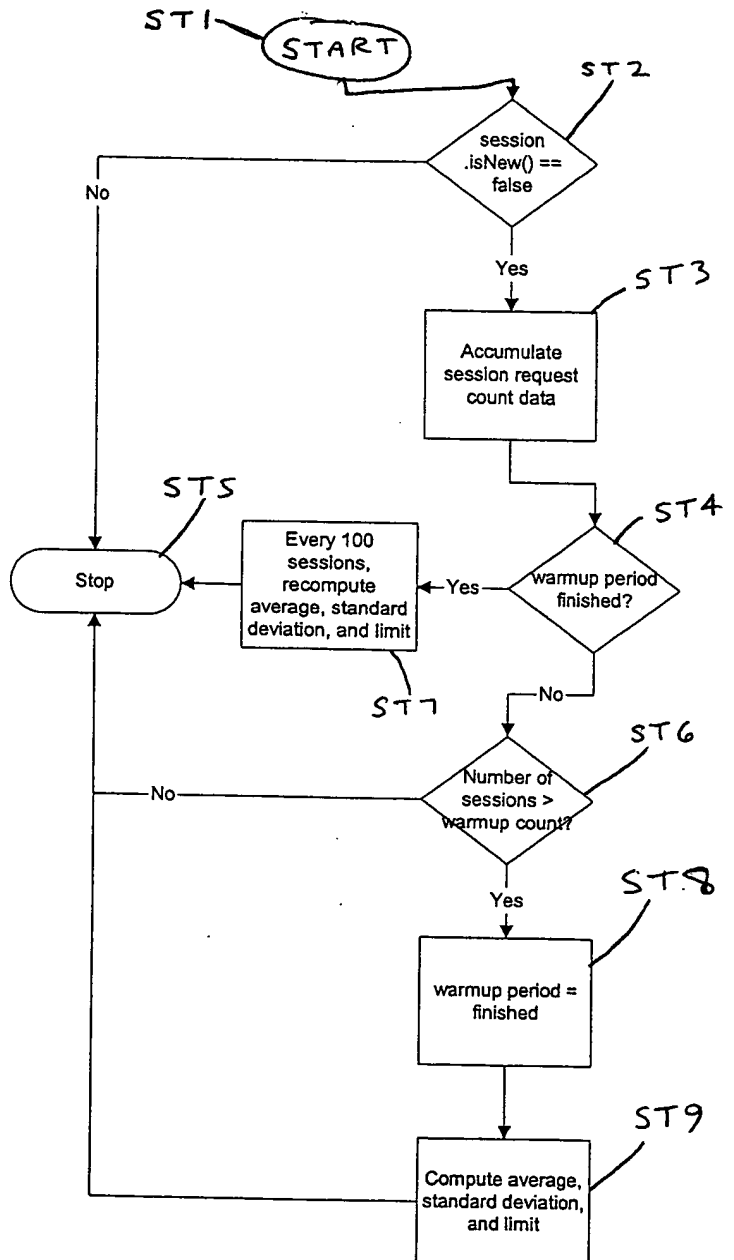 ST1
START
ST2
session
.isNew() ==
false
No
Yes
ST3
Accumulate
session request
count data
ST5
ST4
Stop
Every 100
sessions,
recompute
average, standard
deviation, and limit
Yes
warmup period
finished?
ST7
No
ST6
Number of
sessions >
warmup count?
No
Yes
ST.8
warmup period =
finished
ST9
Compute average,
standard deviation,
and limit